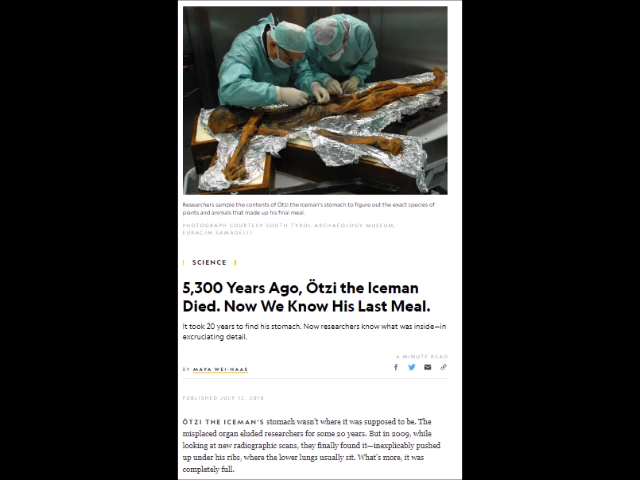 Researchers sample the contents of Ötzi the Iceman's stomach to figure out the exact species of
plants and animals that made up his final meal.
PHOTOGRAPH COURTESY SOUTH TYROL ARCHAEOLOGY MUSEUM,
EURAC/M.SAMADELLI
SCIENCE
5,300 Years Ago, Ötzi the Iceman
Died. Now We Know His Last Meal.
It took 20 years to find his stomach. Now researchers know what was inside—in
excruciating detail.
4 MINUTE READ
BY MAYA WEI-HAAS
PUBLISHED JULY 12, 2018
ÖTZI THE ICEMAN'S stomach wasn't where it was supposed to be. The
misplaced organ eluded researchers for some 20 years. But in 2009, while
looking at new radiographic scans, they finally found it—inexplicably pushed
up under his ribs, where the lower lungs usually sit. What's more, it was
completely full.